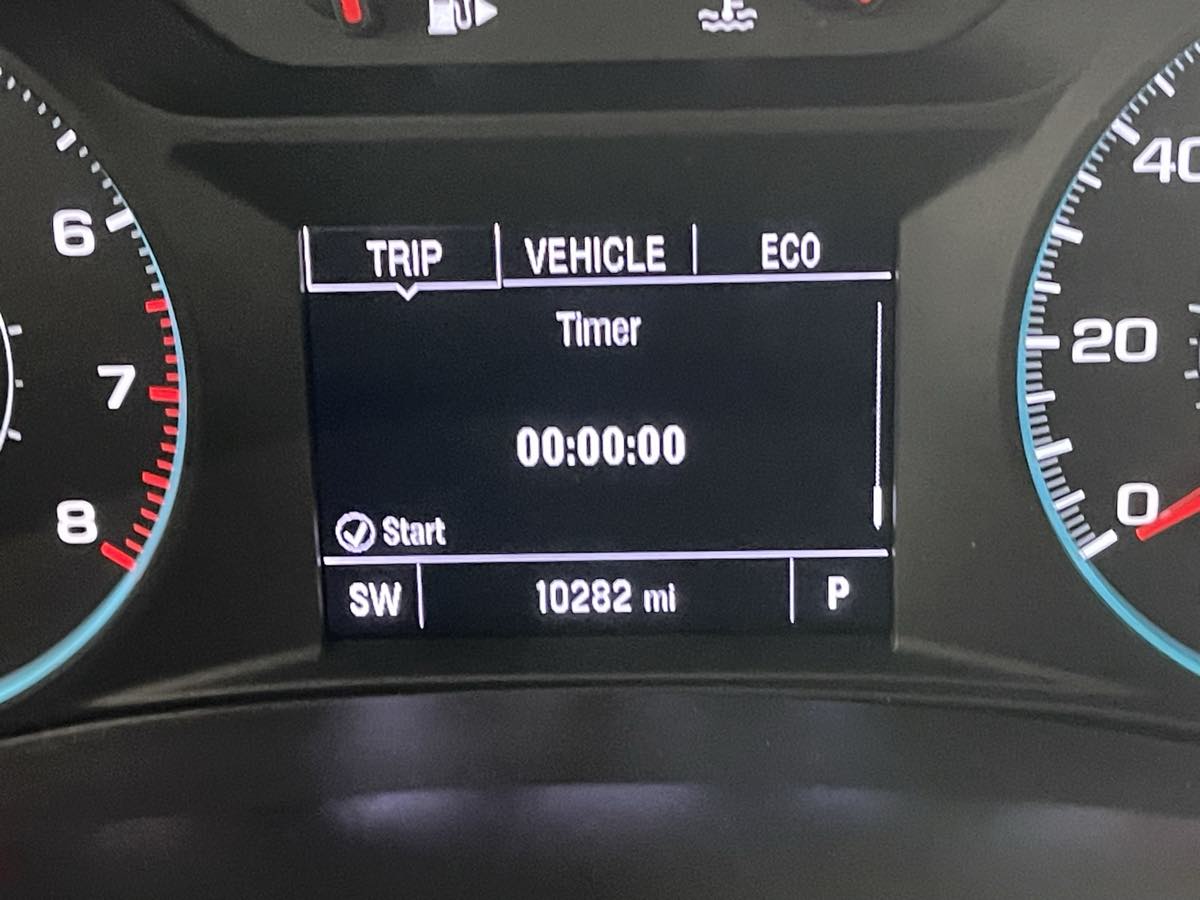 TRIP VEHICLE ECO
Timer
00:00:00
Start
SW 10282 mi P
6
7
8
40
20
0